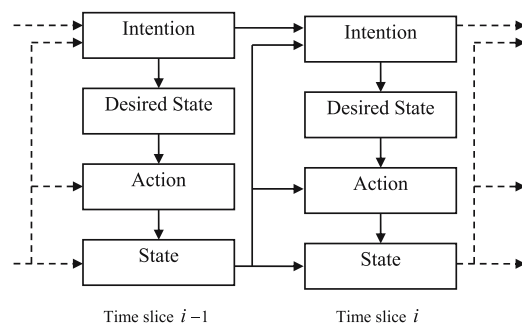 Intention
Desired State
Action
State
Time slice i – 1
Intention
Desired State
Action
State
Time slice i